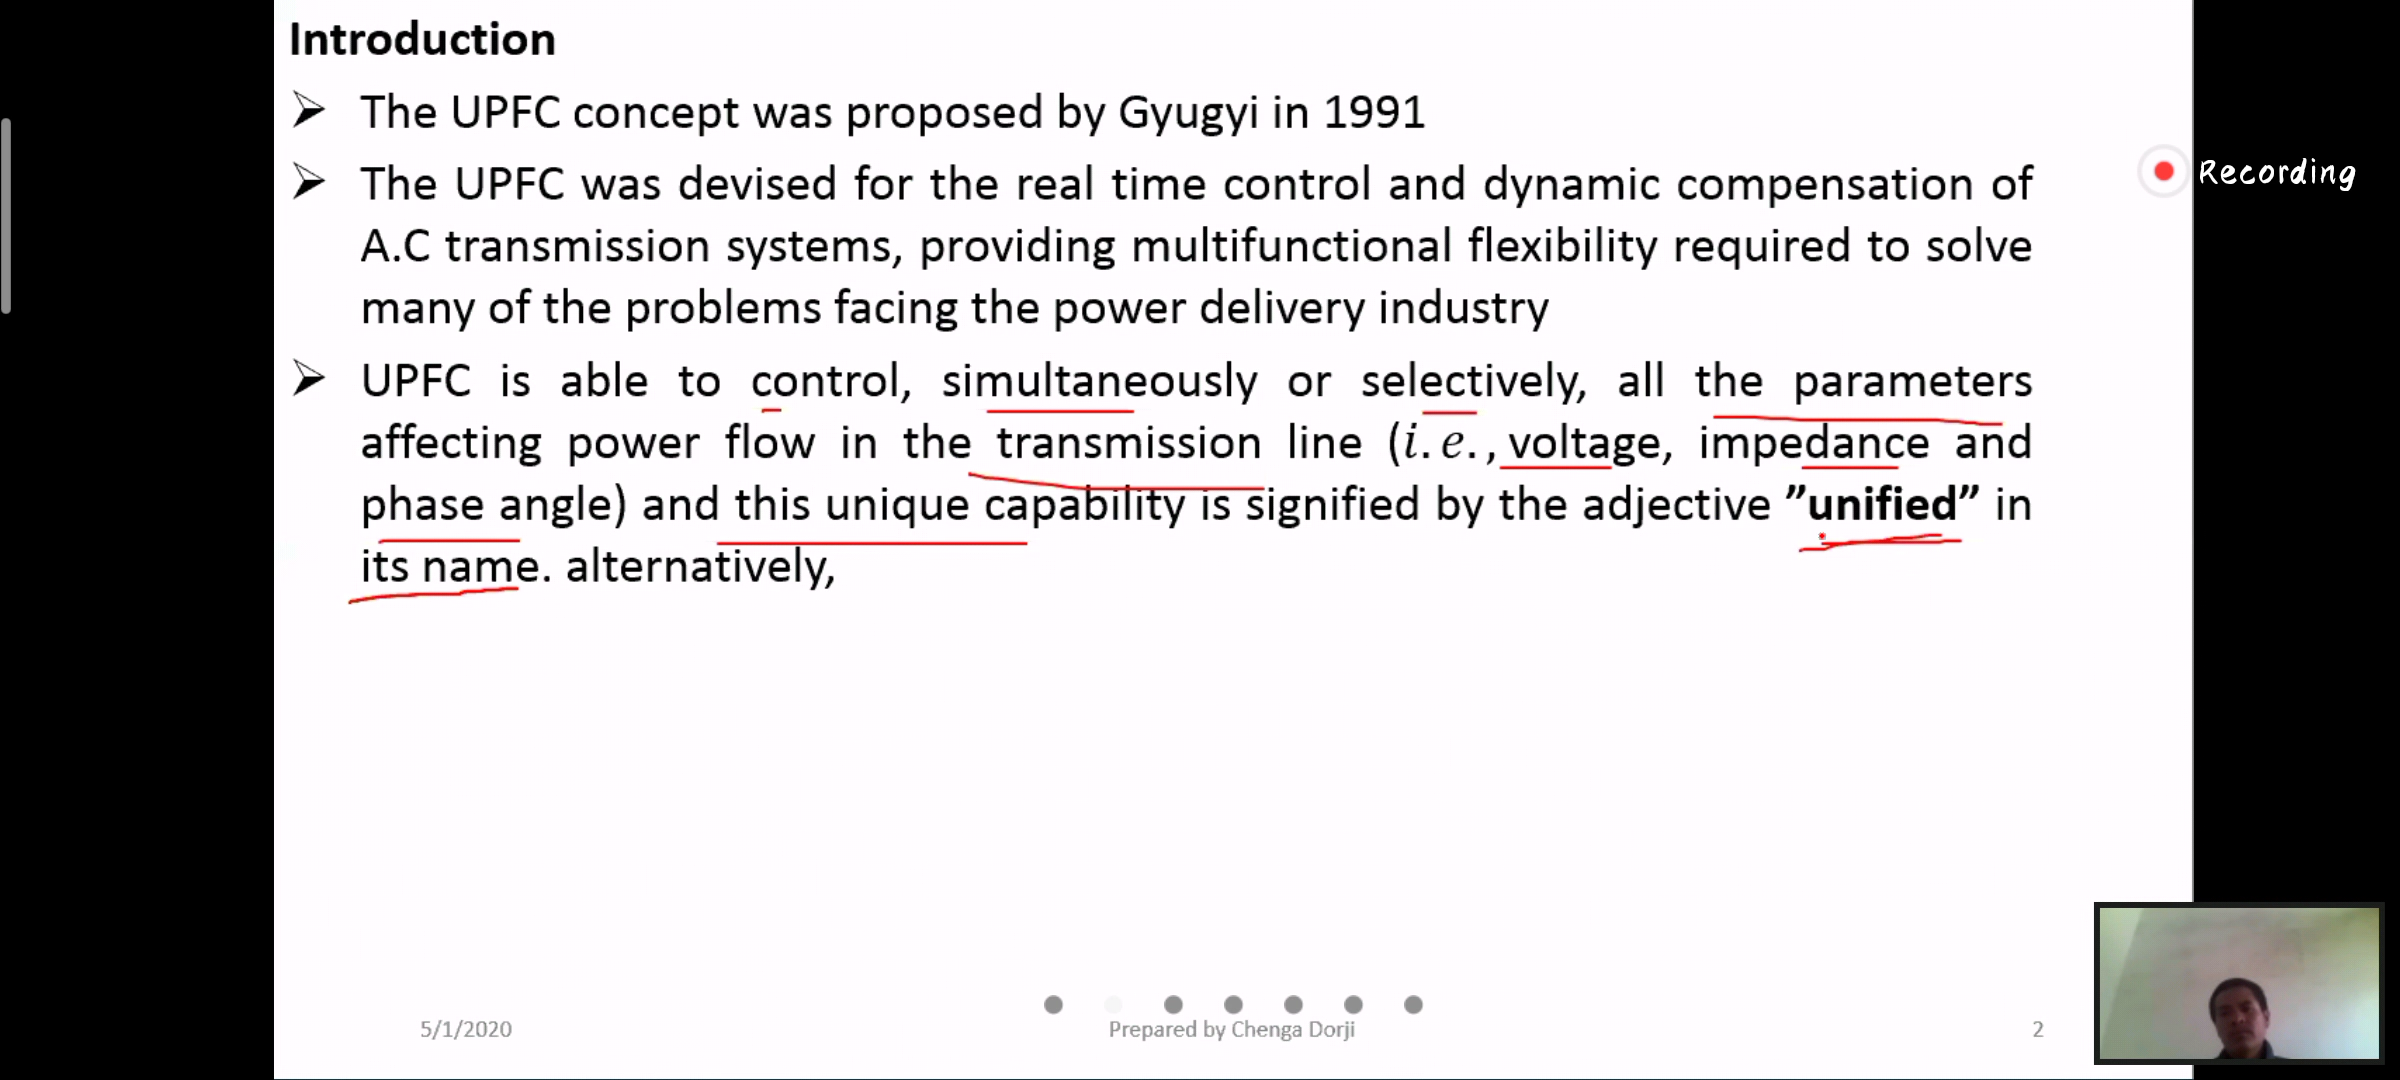 Introduction
➢ The UPFC concept was proposed by Gyugyi in 1991
➢ The UPFC was devised for the real time control and dynamic compensation of
A.C transmission systems, providing multifunctional flexibility required to solve
many of the problems facing the power delivery industry
➢ UPFC is able to control, simultaneously or selectively, all the parameters
affecting power flow in the transmission line (i.e., voltage, impedance and
phase angle) and this unique capability is signified by the adjective ”unified” in
its name. alternatively,
Recording
5/1/2020
Prepared by Chenga Dorji
2